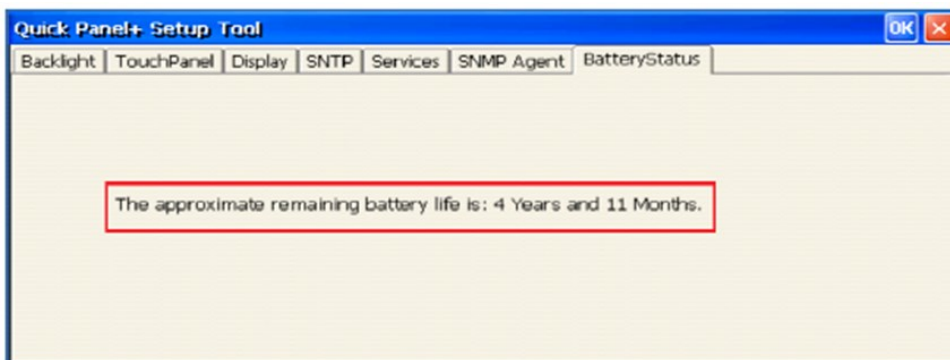 Quick Panel+ Setup Tool OK
Backlight TouchPanel Display SNTP Services SNMP Agent BatteryStatus
The approximate remaining battery life is: 4 Years and 11 Months.